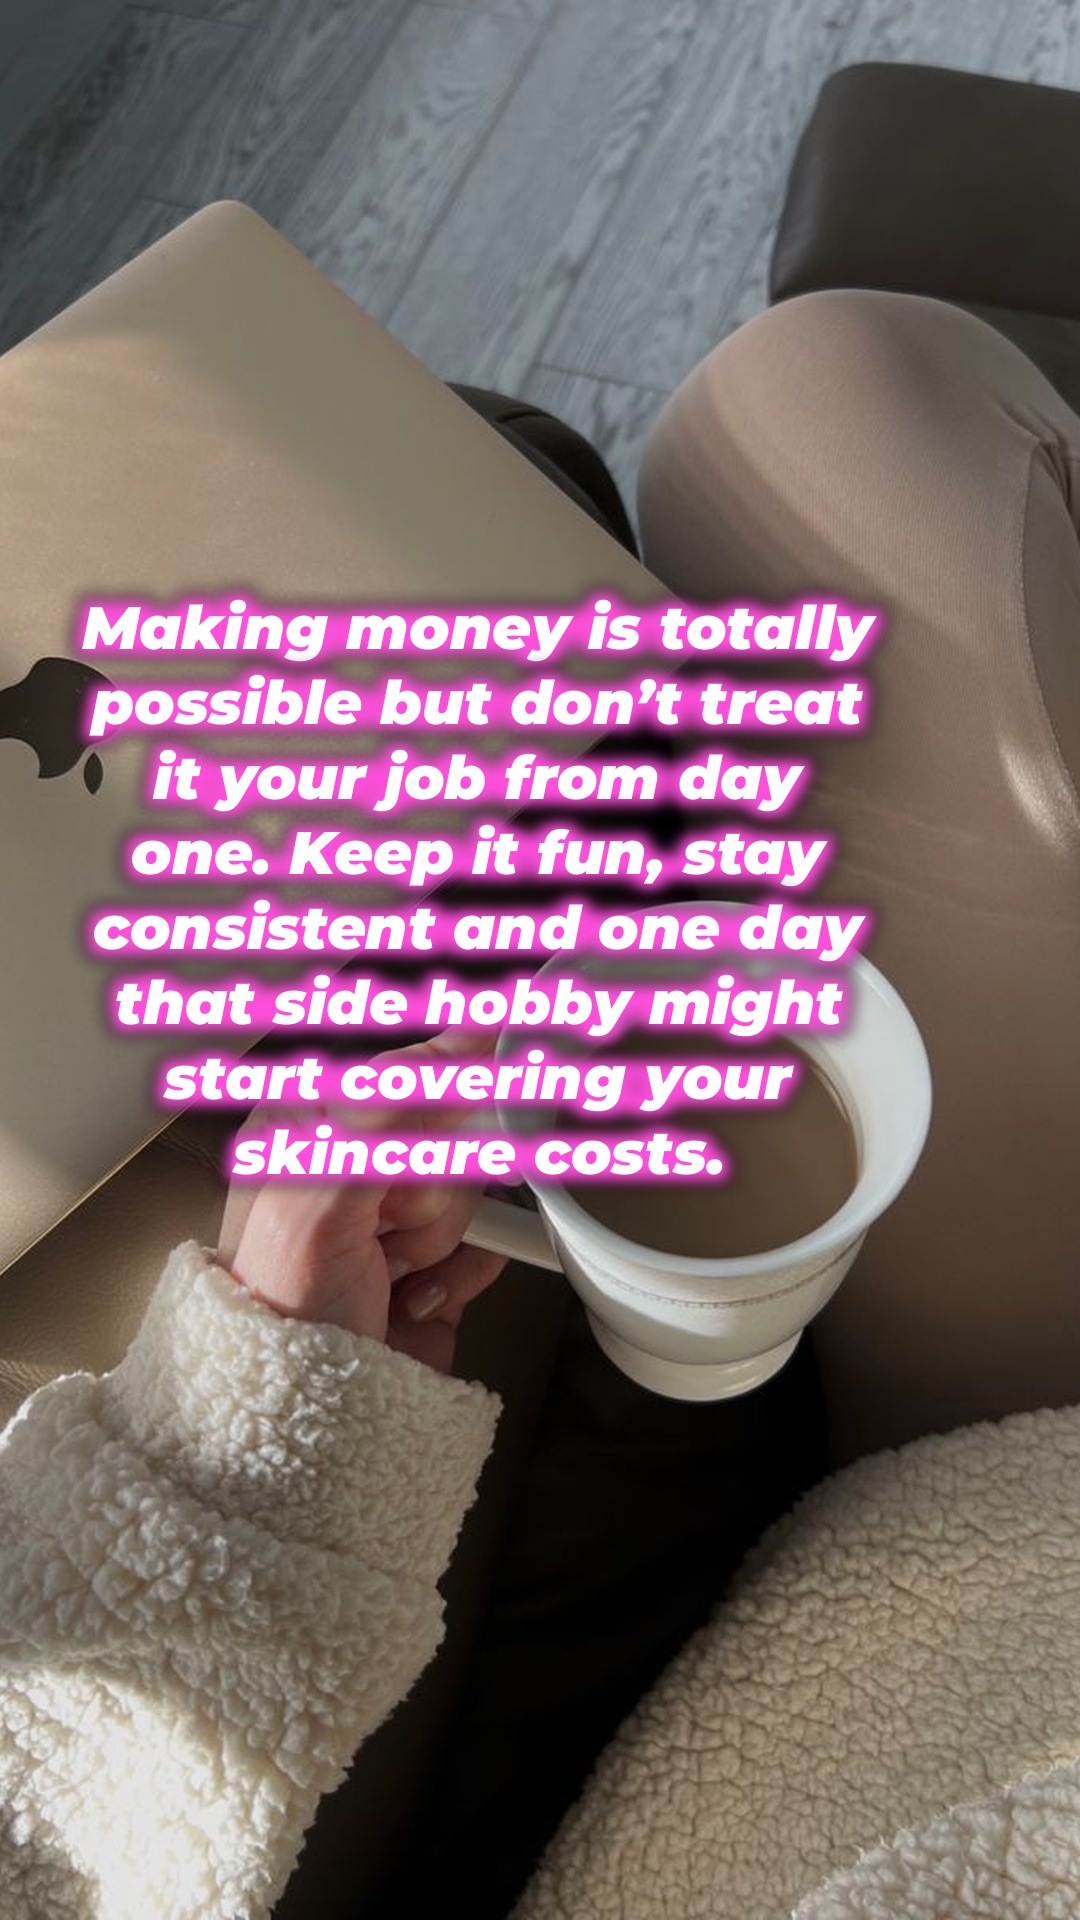 Making money is totally
possible but don’t treat
it your job from day
one. Keep it fun, stay
consistent and one day
that side hobby might
start covering your
skincare costs.